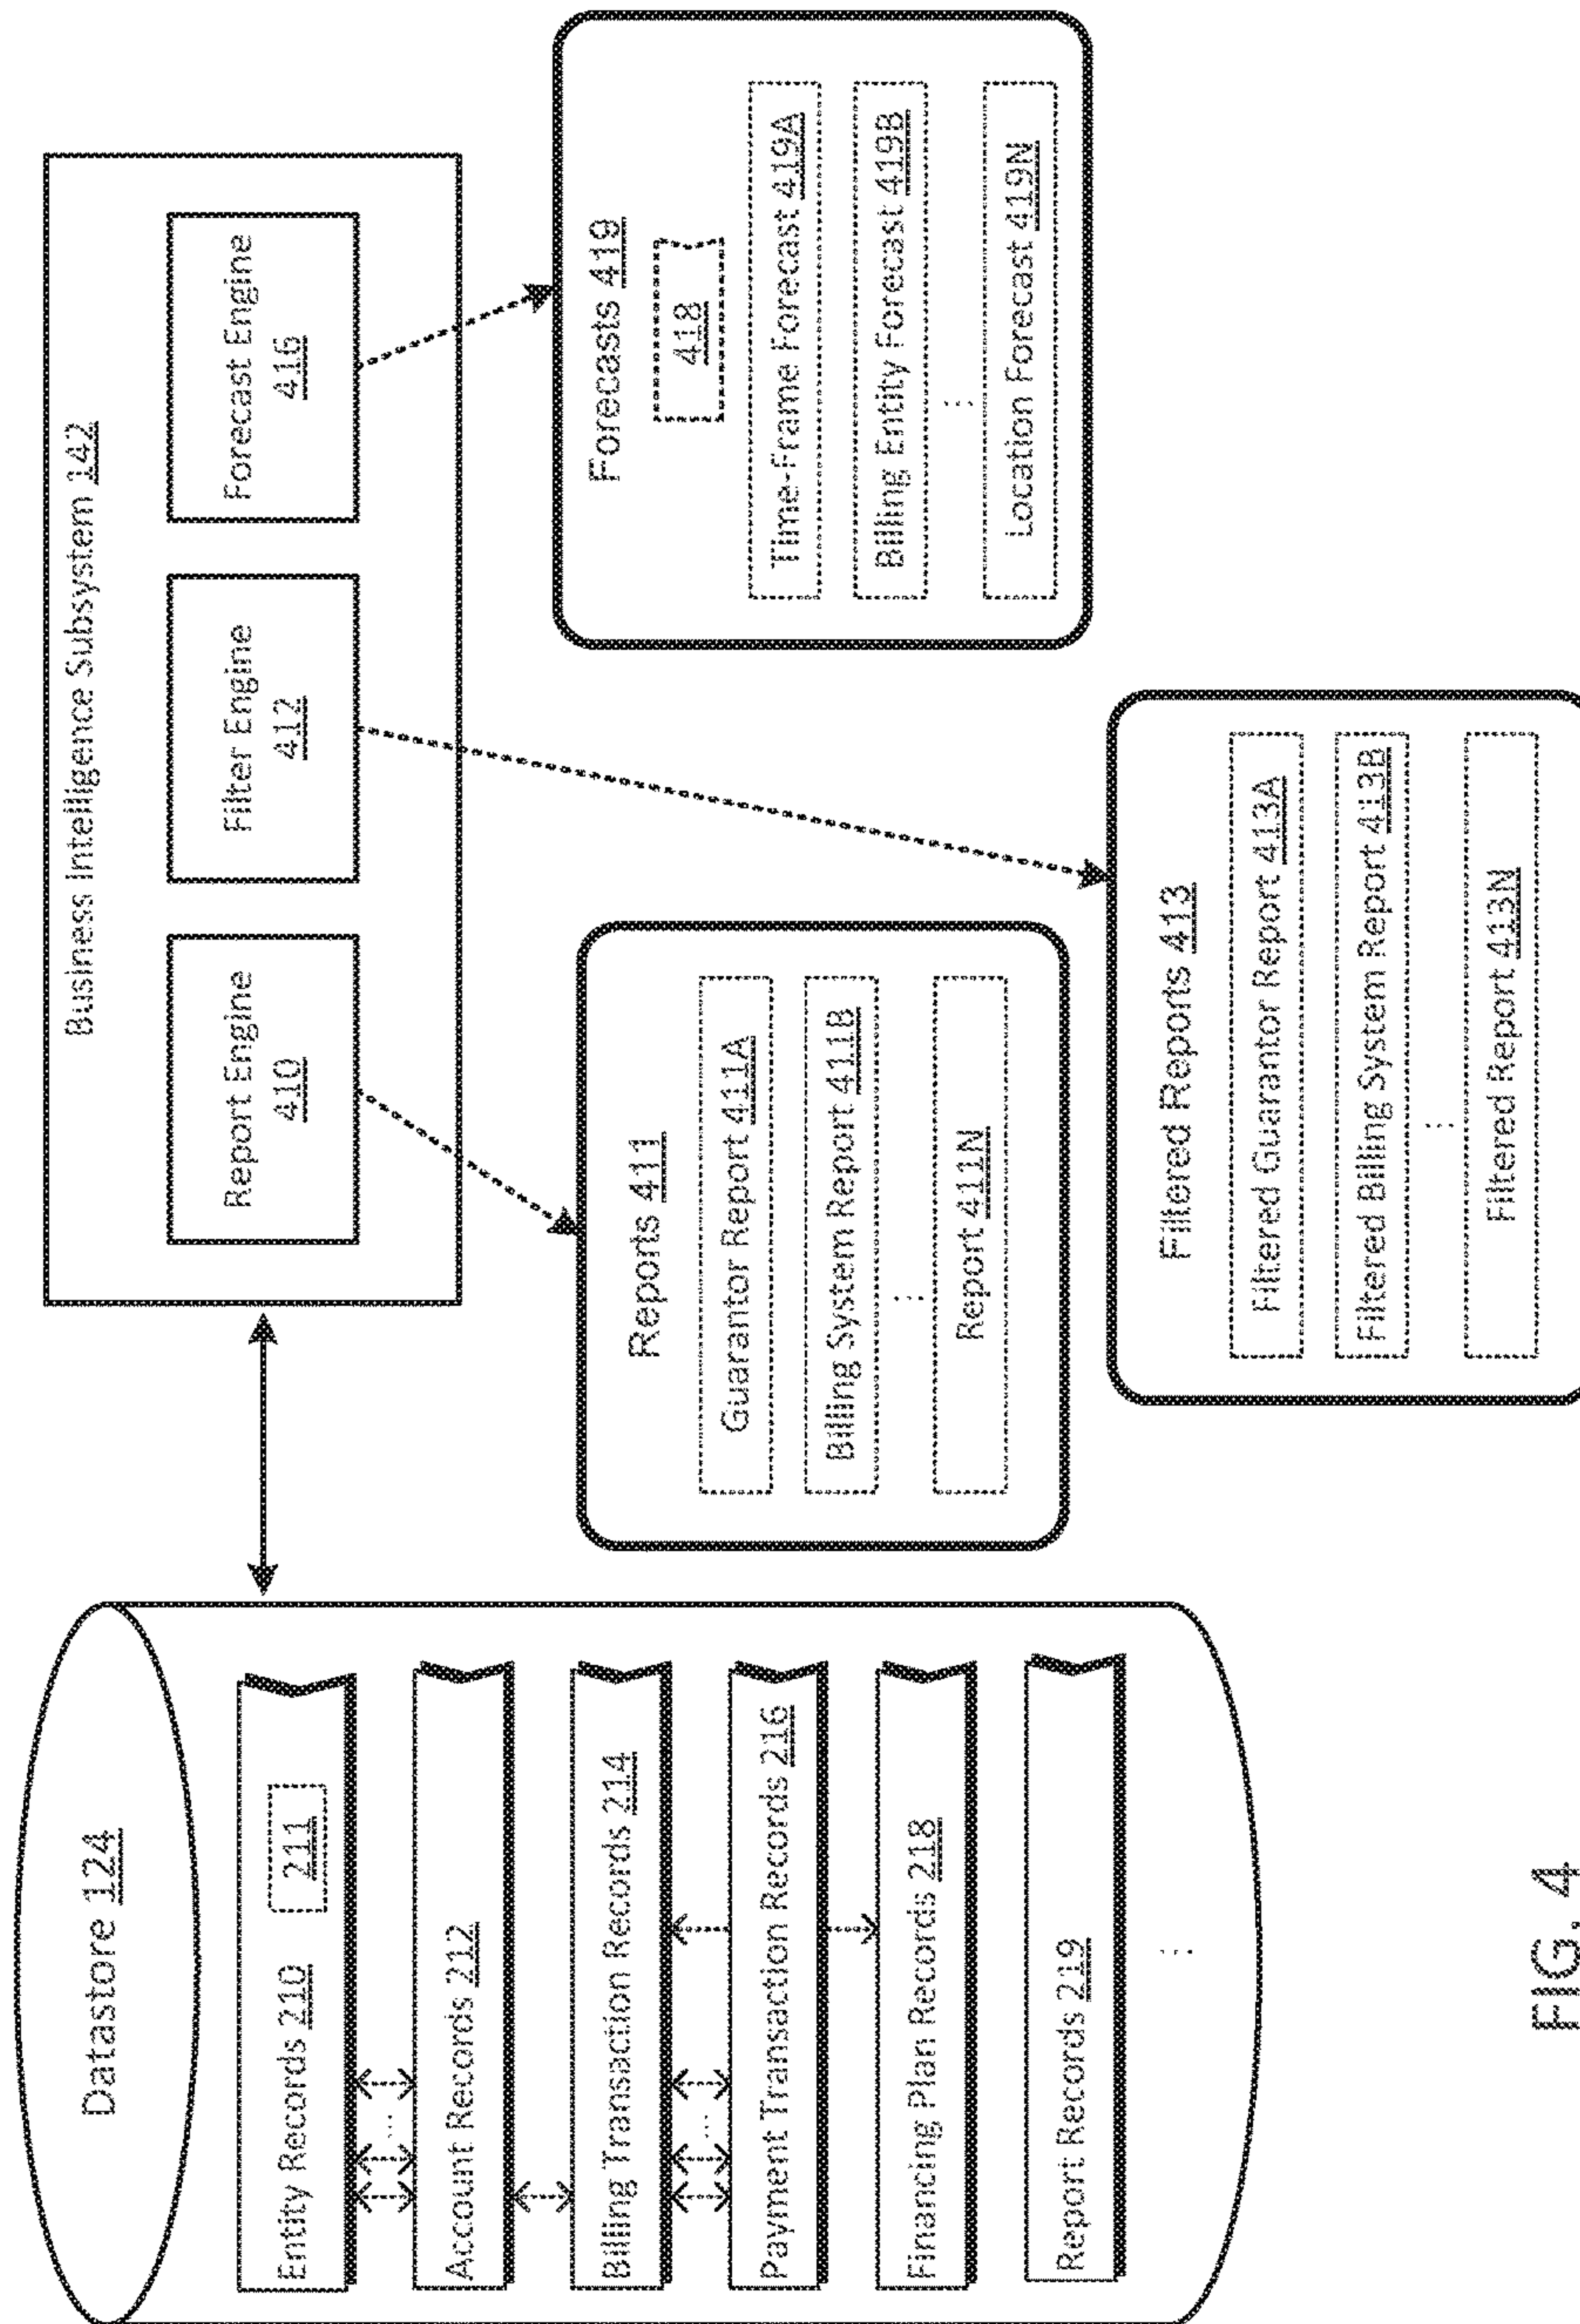 Datastore 124
Entity Records 210
211
...
Account Records 212
Billing Transaction Records 214
...
Payment Transaction Records 216
Financing Plan Records 218
Report Records 219
...
Business Intelligence Subsystem 142
Report Engine
410
Filter Engine
412
Forecast Engine
416
Reports 411
Guarantor Report 411A
Billing System Report 411B
...
Report 411N
Filtered Reports 413
Filtered Guarantor Report 413A
Filtered Billing System Report 413B
...
Filtered Report 413N
Forecasts 419
418
Time-Frame Forecast 419A
Billing Entity Forecast 419B
...
Location Forecast 419N
FIG. 4